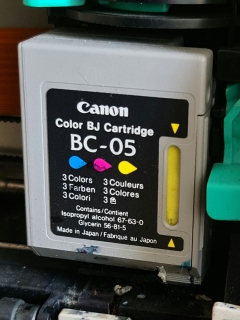 Canon
Color BJ Cartridge
BC-05
3 Colors 3 Couleurs
3 Farben 3 Colores
3 Colori 3色
Contains/Contient
Isopropyl alcohol 67-63-0
Glycerin 56-81-5
Made in Japan / Fabriqué au Japon